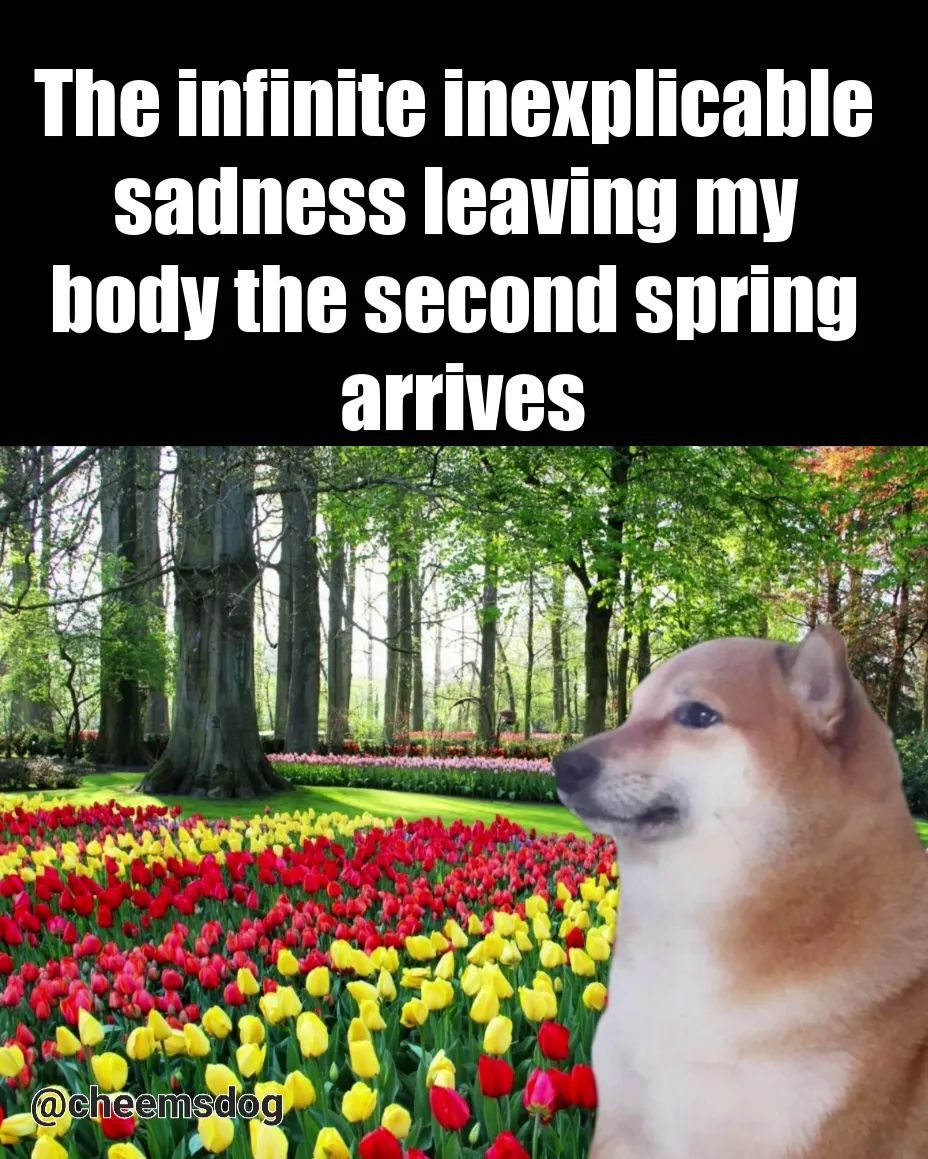 The infinite inexplicable
sadness leaving my
body the second spring
arrives
@cheemsdog